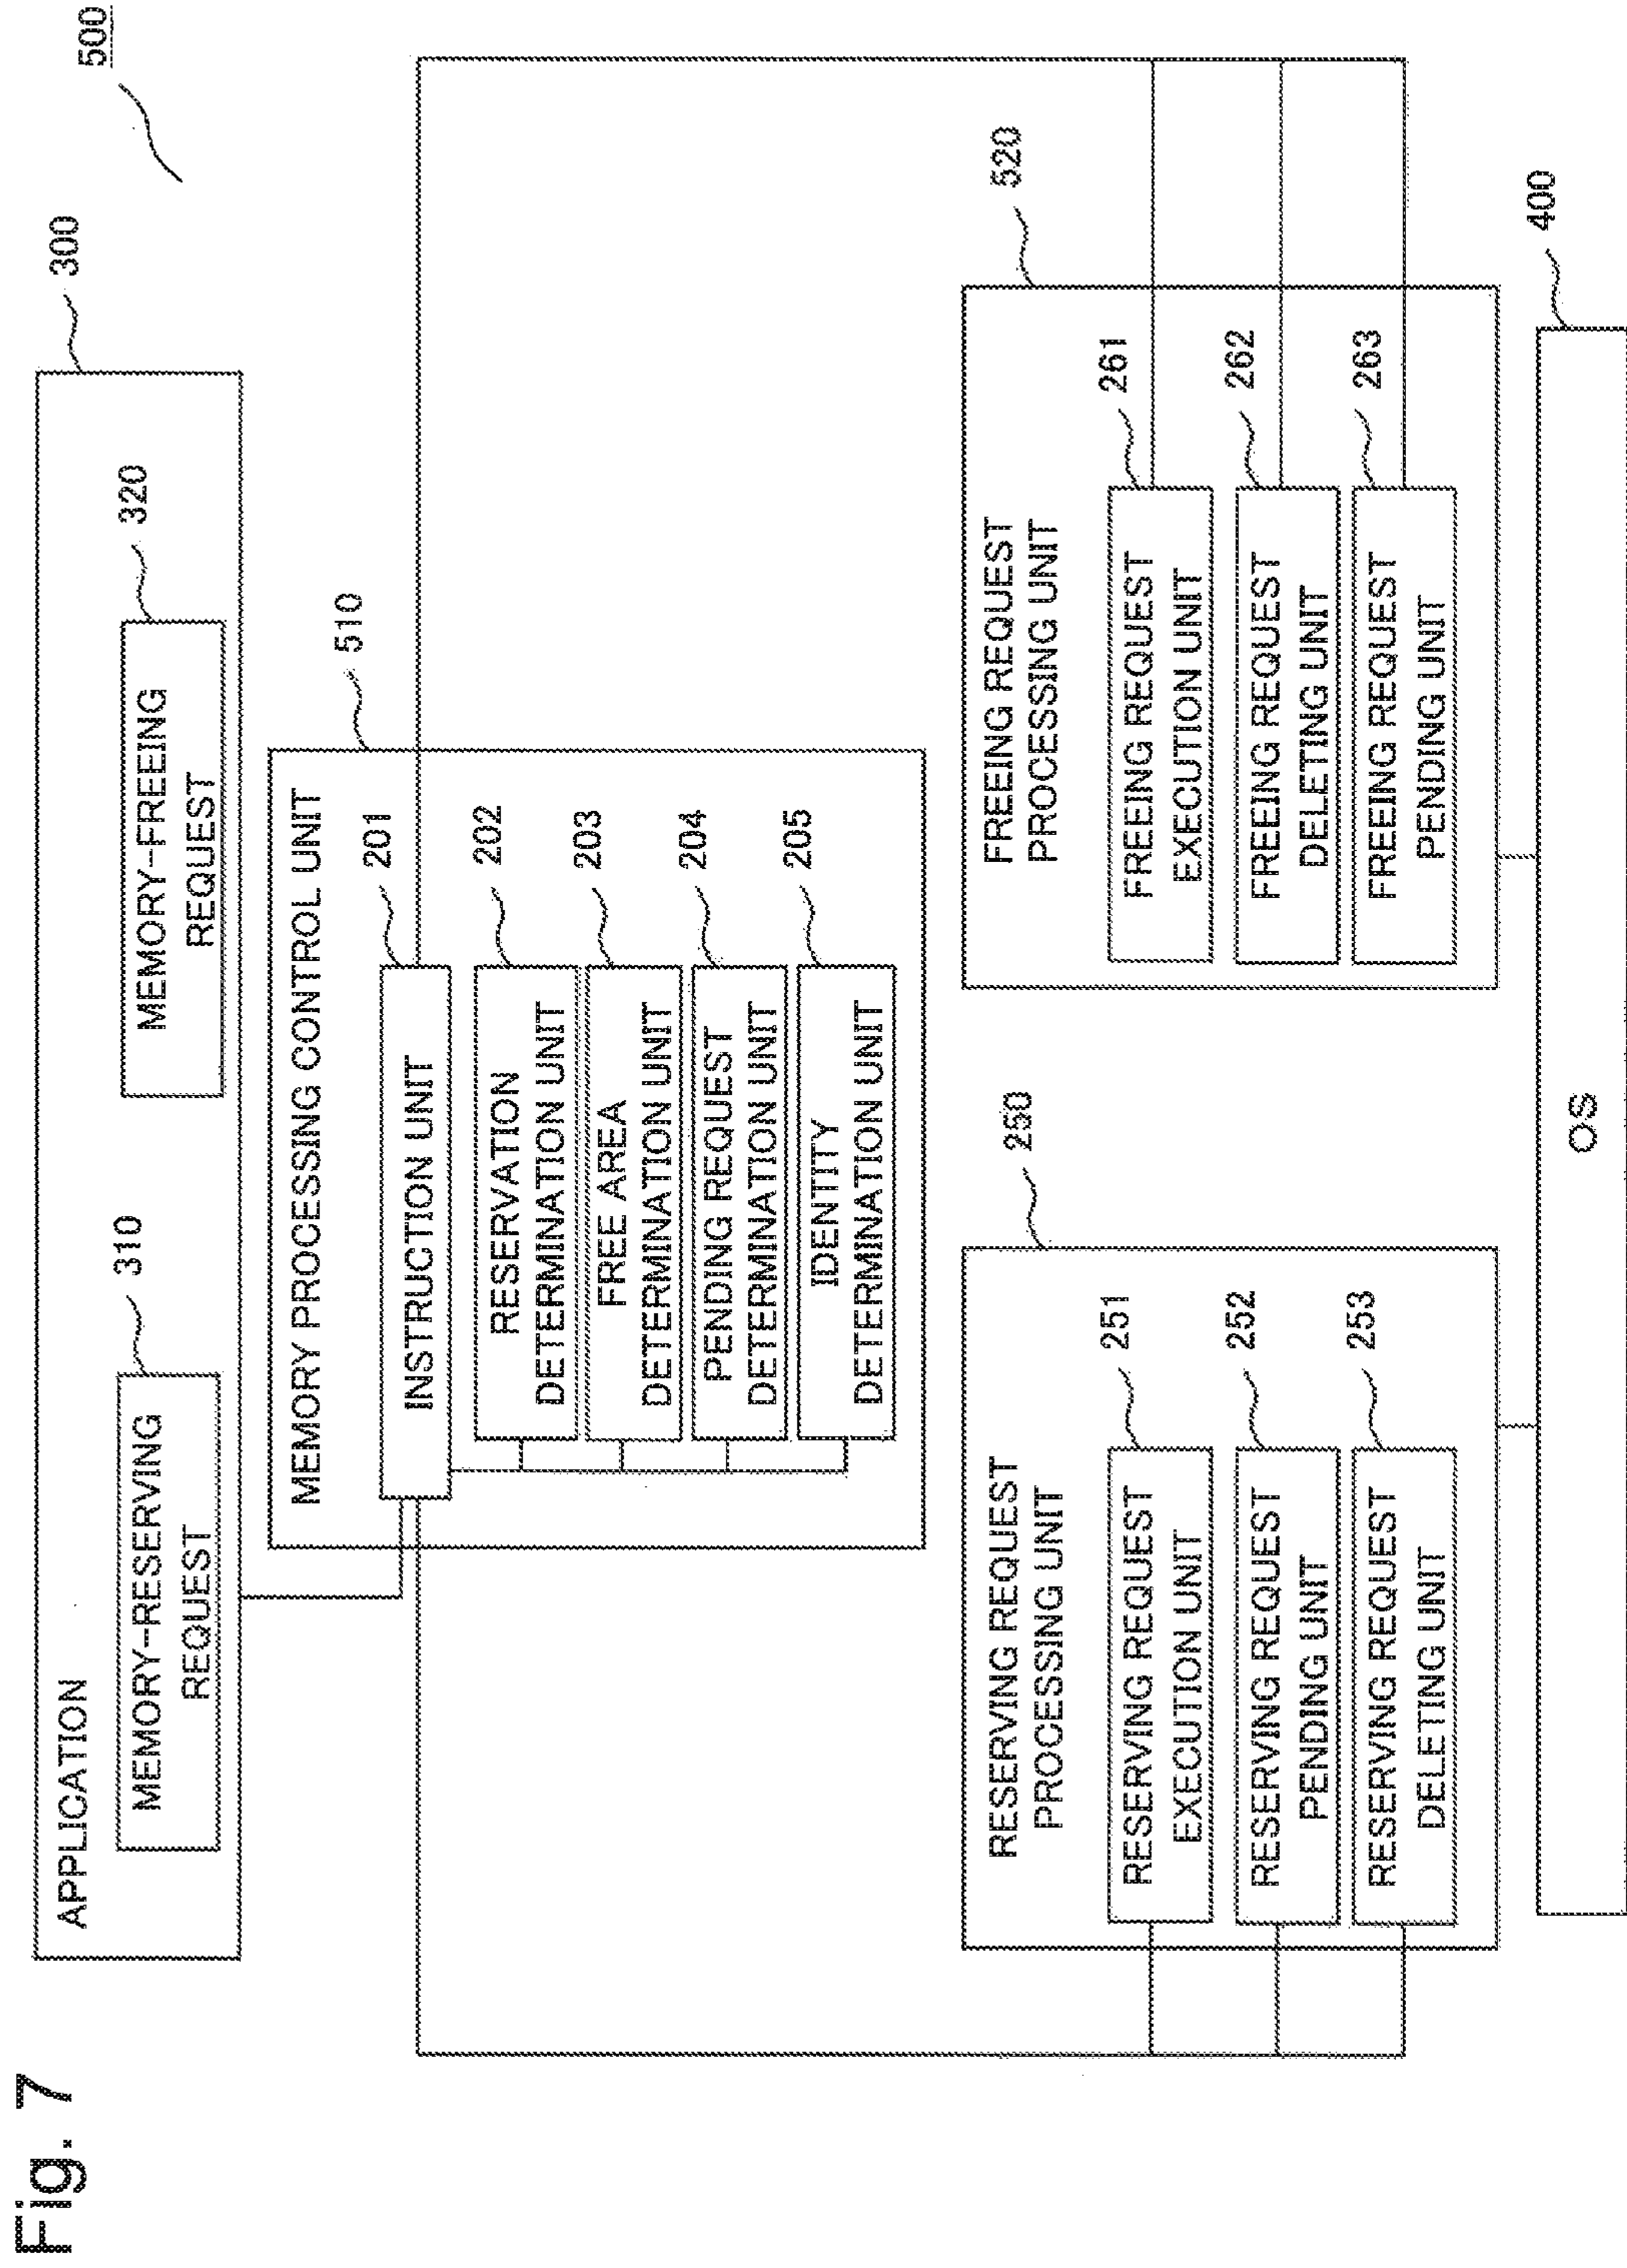 Fig. 7
500
APPLICATION
300
MEMORY-RESERVING
REQUEST
310
MEMORY-FREEING
REQUEST
320
MEMORY PROCESSING CONTROL UNIT
510
INSTRUCTION UNIT
201
RESERVATION
DETERMINATION UNIT
202
FREE AREA
DETERMINATION UNIT
203
PENDING REQUEST
DETERMINATION UNIT
204
IDENTITY
DETERMINATION UNIT
205
RESERVING REQUEST
PROCESSING UNIT
250
RESERVING REQUEST
EXECUTION UNIT
251
RESERVING REQUEST
PENDING UNIT
252
RESERVING REQUEST
DELETING UNIT
253
FREEING REQUEST
PROCESSING UNIT
520
FREEING REQUEST
EXECUTION UNIT
261
FREEING REQUEST
DELETING UNIT
262
FREEING REQUEST
PENDING UNIT
263
OS
400